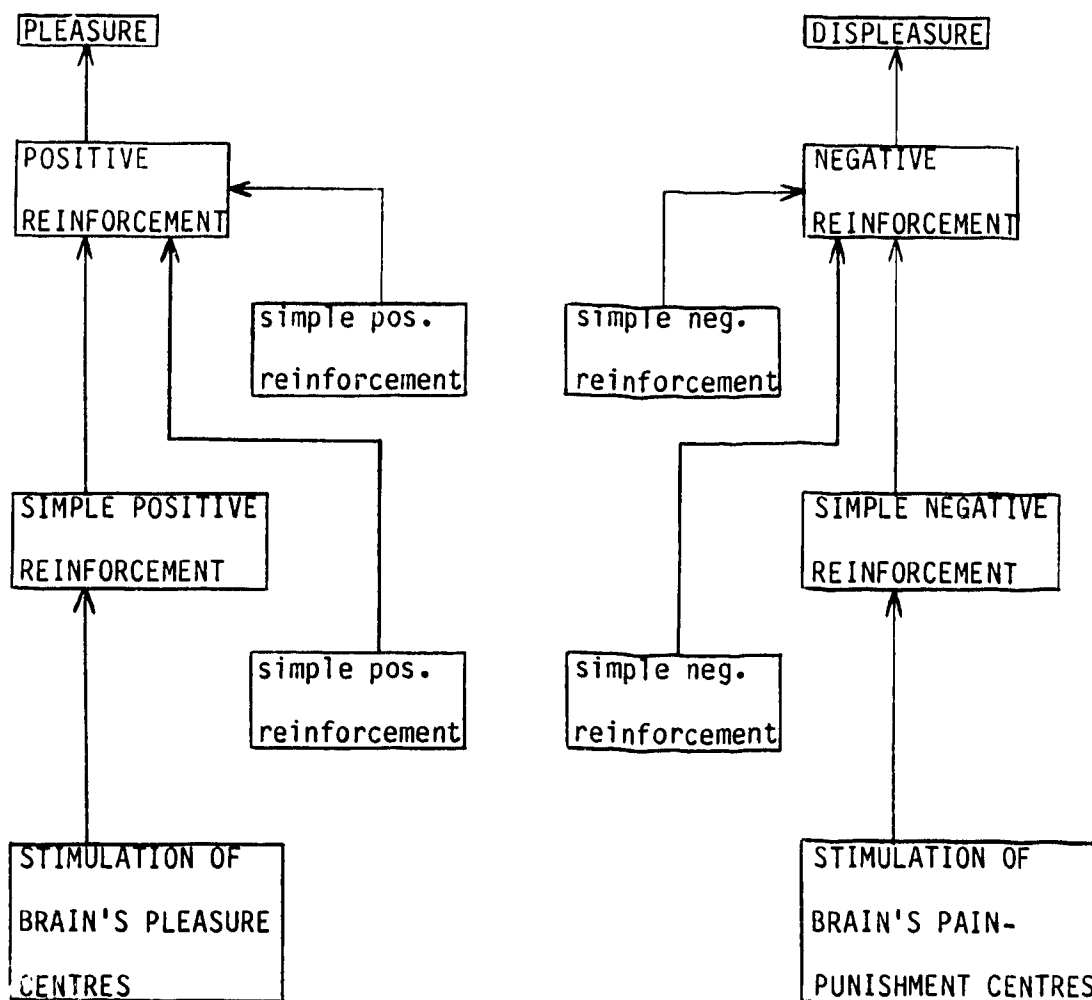 PLEASURE
DISPLEASURE
POSITIVE
REINFORCEMENT
NEGATIVE
REINFORCEMENT
simple pos.
reinforcement
simple neg.
reinforcement
SIMPLE POSITIVE
REINFORCEMENT
SIMPLE NEGATIVE
REINFORCEMENT
simple pos.
reinforcement
simple neg.
reinforcement
STIMULATION OF
BRAIN'S PLEASURE
CENTRES
STIMULATION OF
BRAIN'S PAIN-
PUNISHMENT CENTRES